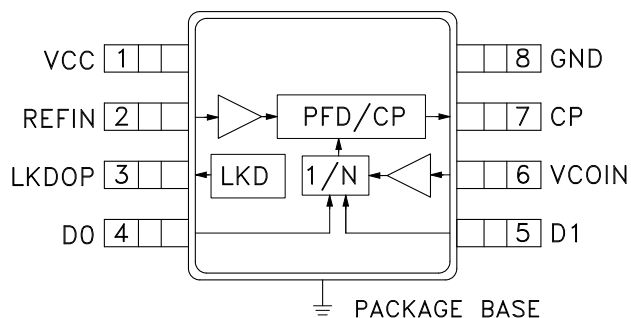 VCC 1 8 GND
REFIN 2 PFD/CP 7 CP
LKDOP 3 LKD 1/N 6 VCOIN
D0 4 5 D1
PACKAGE BASE